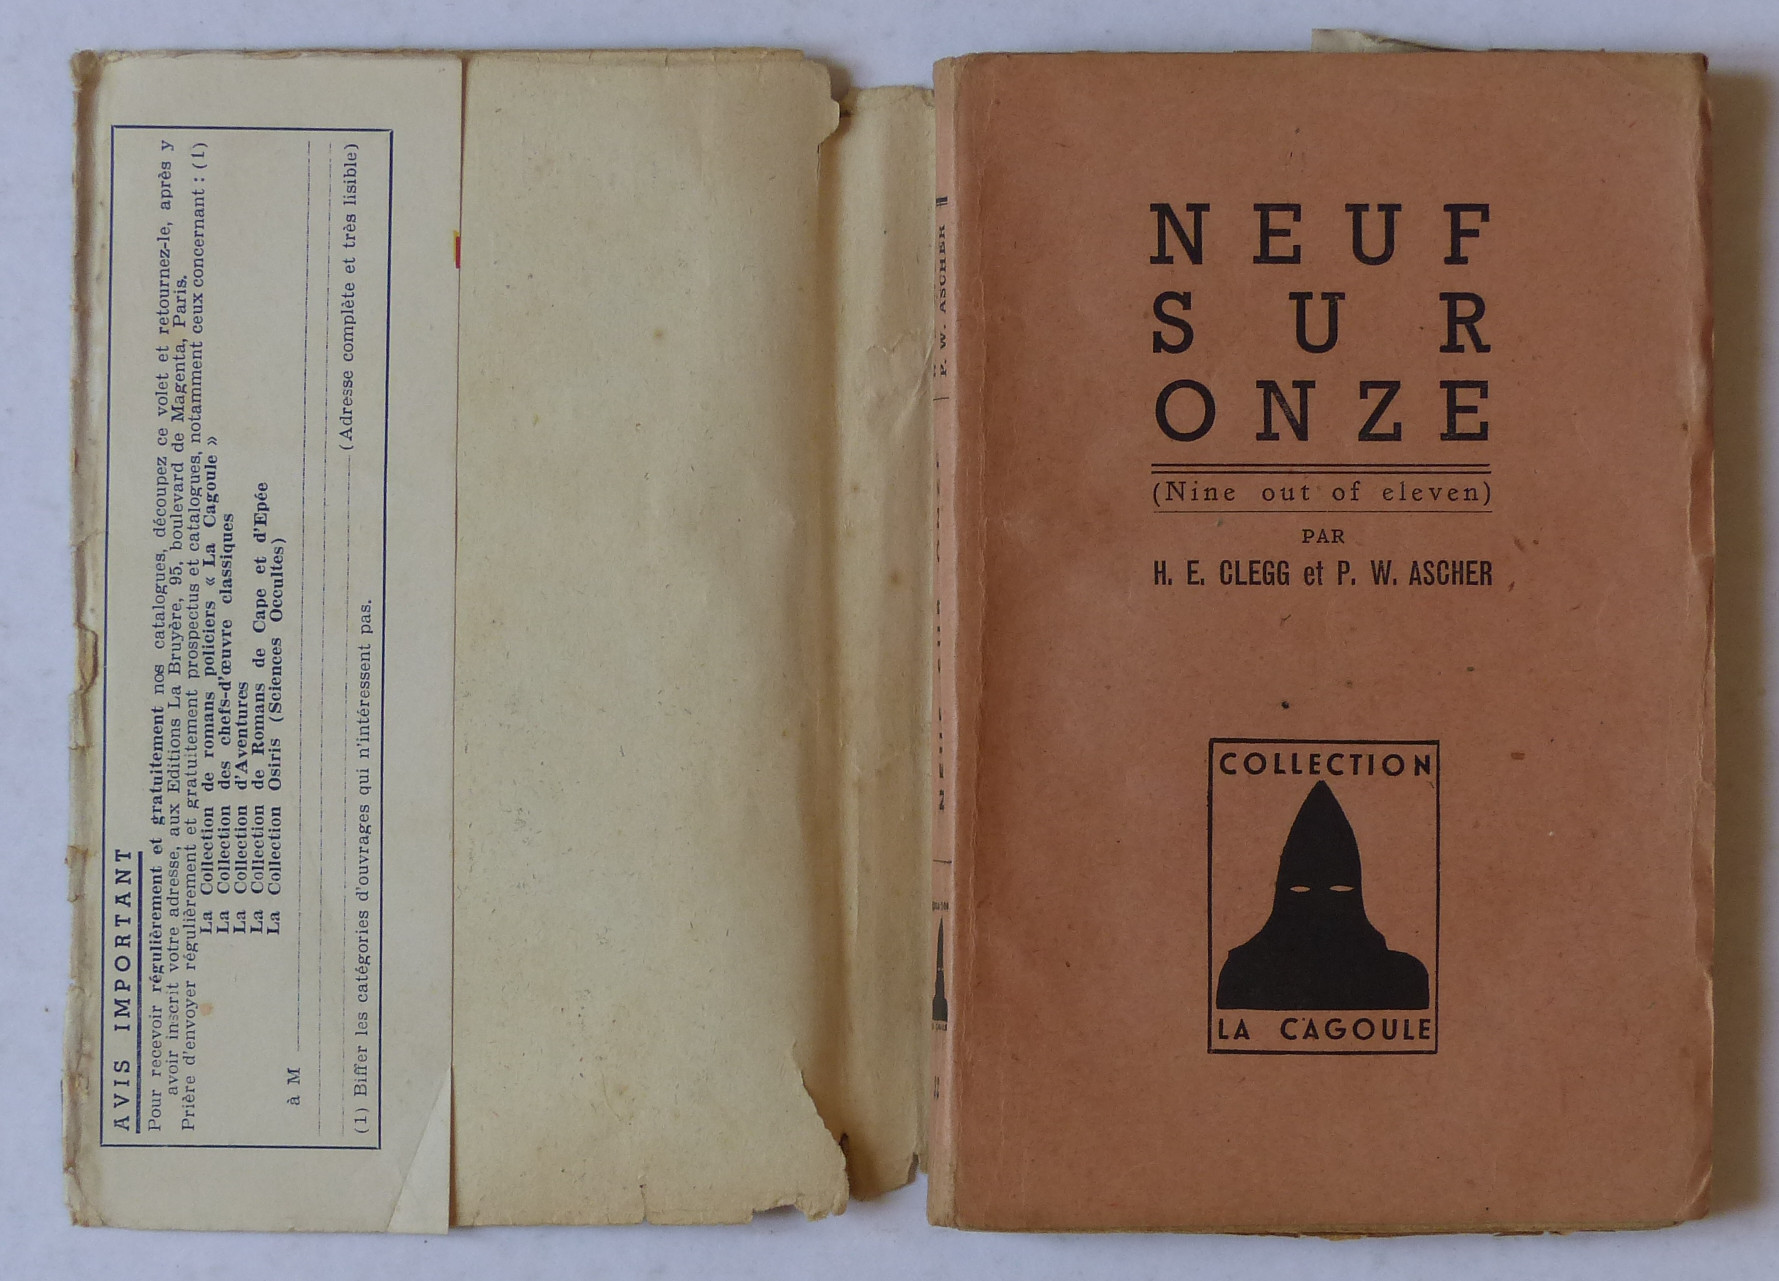 AVIS IMPORTANT
Pour recevoir régulièrement et gratuitement nos catalogues, découpez ce volet et retournez-le, après y
avoir inscrit votre adresse, aux Editions La Bruyère, 95, boulevard de Magenta, Paris.
Prière d'envoyer régulièrement et gratuitement prospectus et catalogues, notamment ceux concernant : (1)
La Collection de romans policiers « La Cagoule »
La Collection des chefs-d'œuvre classiques
La Collection d'Aventures
La Collection de Romans de Cape et d'Epée
La Collection Osiris (Sciences Occultes)
à M
(Adresse complète et très lisible)
(1) Biffer les catégories d'ouvrages qui n'intéressent pas.
P. W. ASCHER
NEUF
SUR
ONZE
(Nine out of eleven)
PAR
H. E. CLEGG et P. W. ASCHER
COLLECTION
LA CAGOULE